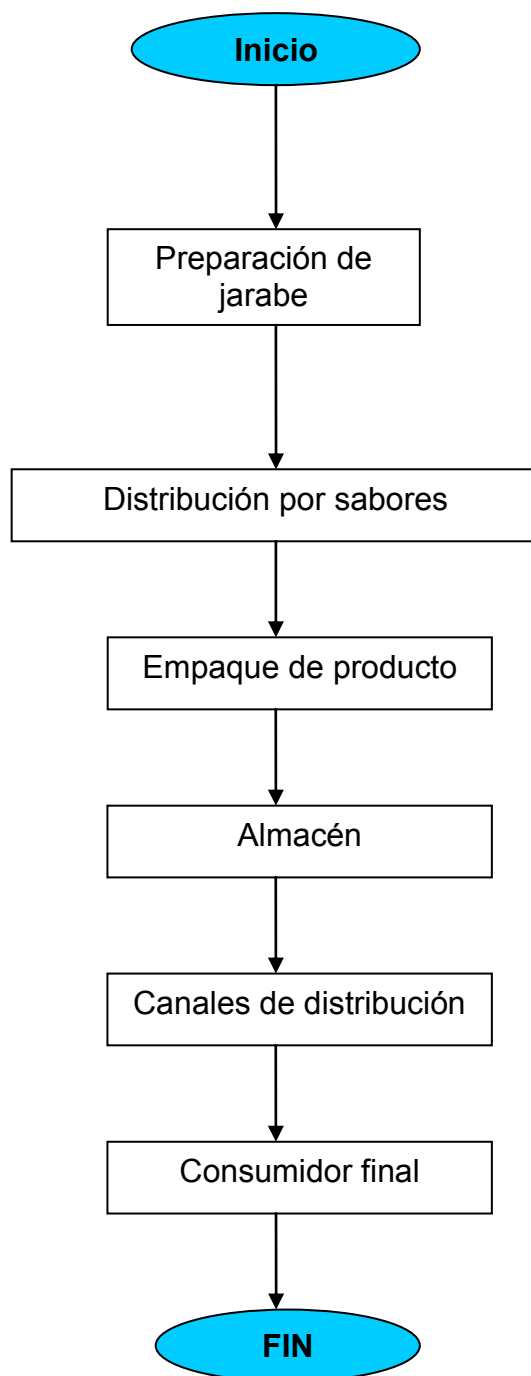 Inicio
Preparación de
jarabe
Distribución por sabores
Empaque de producto
Almacén
Canales de distribución
Consumidor final
FIN